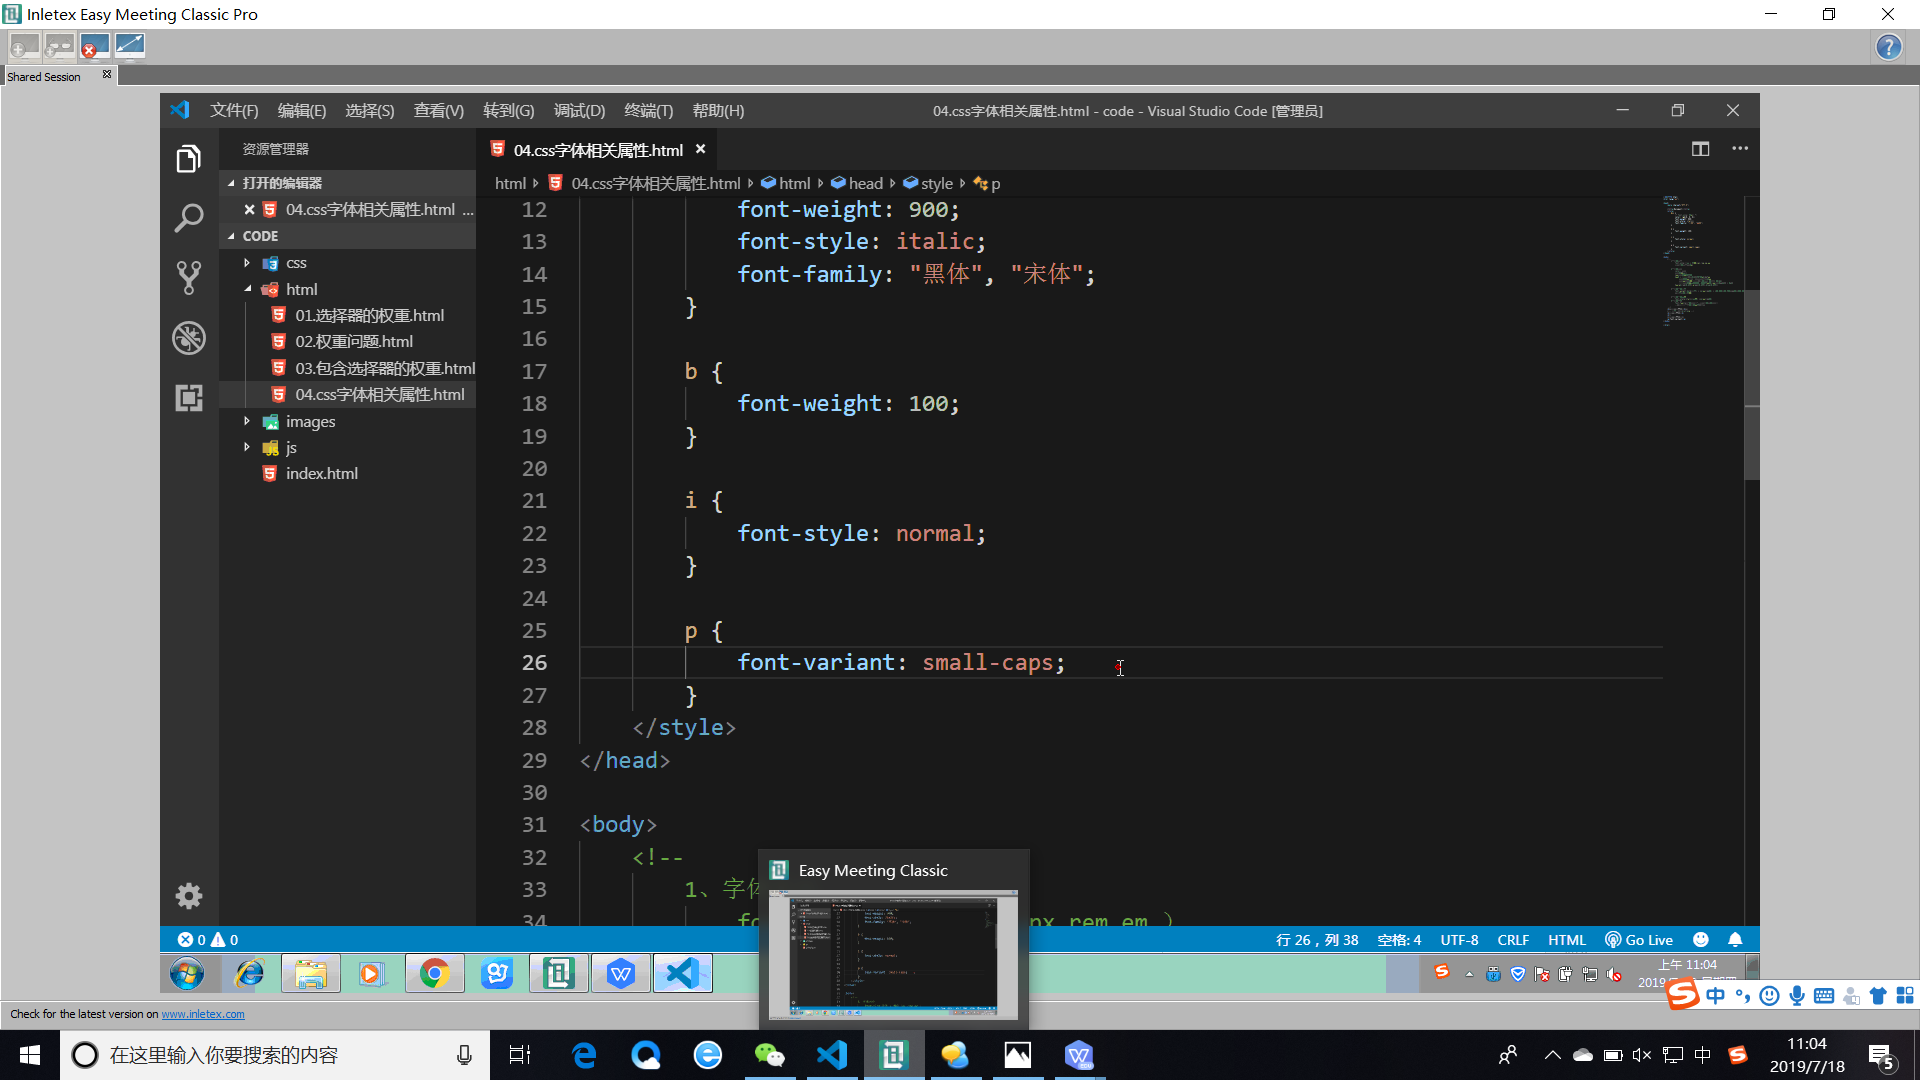 Inletex Easy Meeting Classic Pro
Shared Session
文件(F) 编辑(E) 选择(S) 查看(V) 转到(G) 调试(D) 终端(T) 帮助(H)
04.css字体相关属性.html - code - Visual Studio Code [管理员]
资源管理器
打开的编辑器
04.css字体相关属性.html ...
CODE
css
html
01.选择器的权重.html
02.权重问题.html
03.包含选择器的权重.html
04.css字体相关属性.html
images
js
index.html
04.css字体相关属性.html
html 04.css字体相关属性.html html head style p
12 font-weight: 900;
13 font-style: italic;
14 font-family: "黑体", "宋体";
15 }
16
17 b {
18 font-weight: 100;
19 }
20
21 i {
22 font-style: normal;
23 }
24
25 p {
26 font-variant: small-caps;
27 }
28 </style>
29 </head>
30
31 <body>
32 <!--
33 1、字体
34
rem em
0 0
行 26，列 38 空格: 4 UTF-8 CRLF HTML Go Live
Easy Meeting Classic
上午 11:04
中
Check for the latest version on www.inletex.com
在这里输入你要搜索的内容
中
11:04
2019/7/18
5